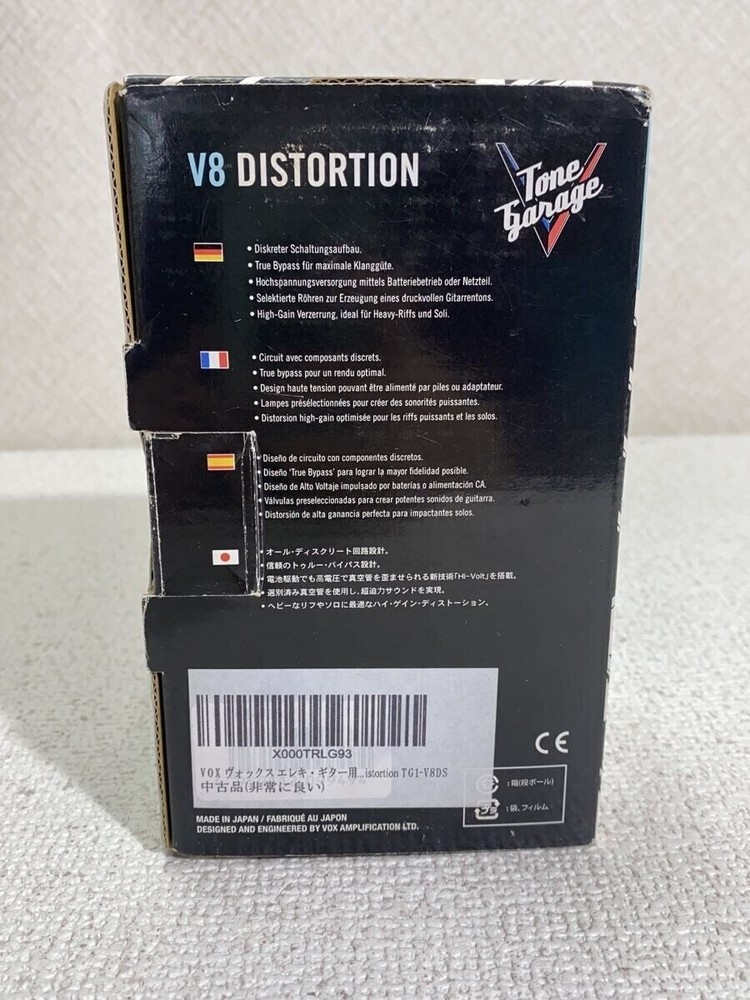 V8 DISTORTION
Tone
Garage
• Diskreter Schaltungsaufbau.
• True Bypass für maximale Klanggüte.
• Hochspannungsversorgung mittels Batteriebetrieb oder Netzteil.
• Selektierte Röhren zur Erzeugung eines druckvollen Gitarrentons.
• High-Gain Verzerrung, ideal für Heavy-Riffs und Soli.
• Circuit avec composants discrets.
• True bypass pour un rendu optimal.
• Design haute tension pouvant être alimenté par piles ou adaptateur.
• Lampes présélectionnées pour créer des sonorités puissantes.
• Distorsion high-gain optimisée pour les riffs puissants et les solos.
• Diseño de circuito con componentes discretos.
• Diseño 'True Bypass' para lograr la mayor fidelidad posible.
• Diseño de Alto Voltaje impulsado por baterías o alimentación CA.
• Válvulas preseleccionadas para crear potentes sonidos de guitarra.
• Distorsión de alta ganancia perfecta para impactantes solos.
• オール・ディスクリート回路設計。
• 信頼のトゥルー・バイパス設計。
• 電池駆動でも高電圧で真空管を歪ませられる新技術「Hi-Volt」を搭載。
• 選別済み真空管を使用し、超迫力サウンドを実現。
• ヘビーなリフやソロに最適なハイ・ゲイン・ディストーション。
X000TRLG93
VOX ヴォックス エレキ・ギター用...istortion TG1-V8DS
中古品(非常に良い)
CE
:箱(段ボール)
プラ
:袋、フィルム
MADE IN JAPAN / FABRIQUÉ AU JAPON
DESIGNED AND ENGINEERED BY VOX AMPLIFICATION LTD.